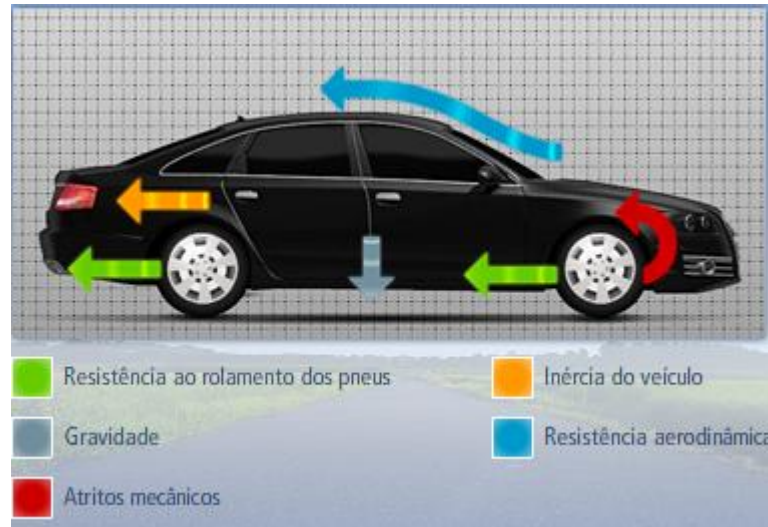 Resistência ao rolamento dos pneus
Inércia do veículo
Gravidade
Resistência aerodinâmica
Atritos mecânicos